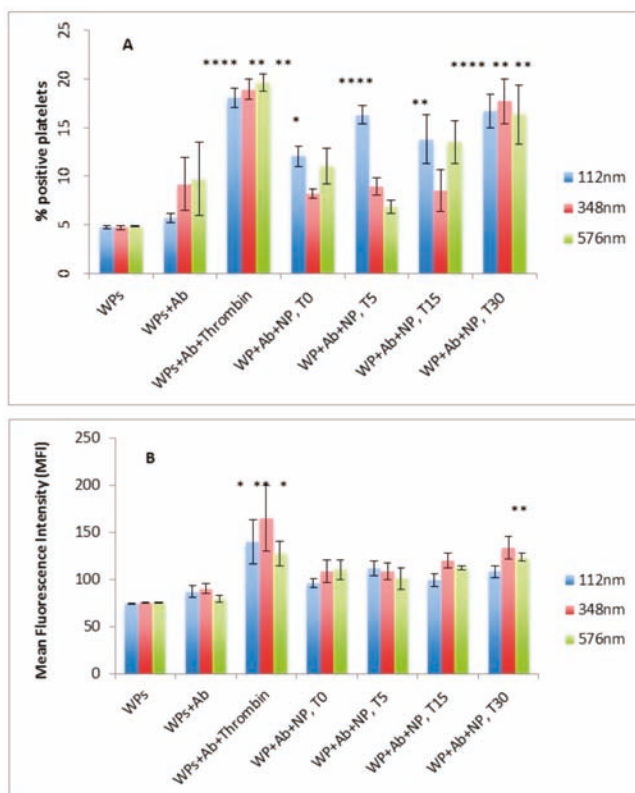 A
**** ** ** * **** ** **** ** **
% positive platelets
25
20
15
10
5
0
112nm
348nm
576nm
WPs
WPs+Ab
WPs+Ab+Thrombin
WP+Ab+NP, T0
WP+Ab+NP, T5
WP+Ab+NP, T15
WP+Ab+NP, T30
B
* ** * **
Mean Fluorescence Intensity (MFI)
250
200
150
100
50
0
112nm
348nm
576nm
WPs
WPs+Ab
WPs+Ab+Thrombin
WP+Ab+NP, T0
WP+Ab+NP, T5
WP+Ab+NP, T15
WP+Ab+NP, T30